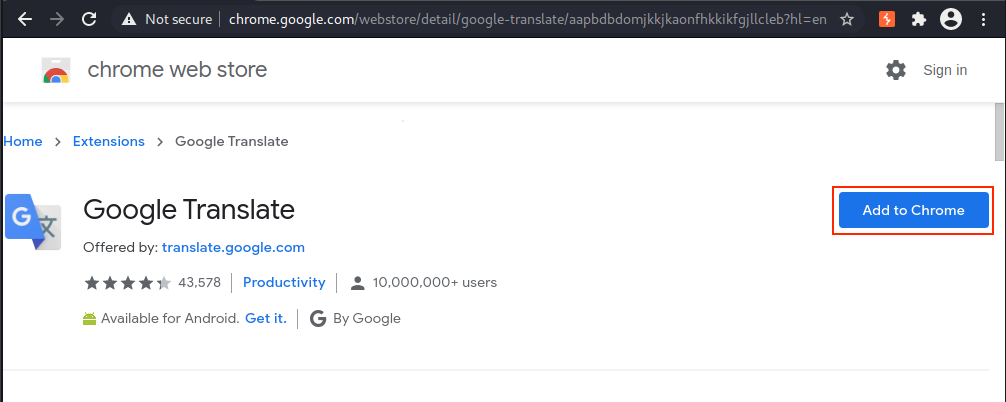 Not secure | chrome.google.com/webstore/detail/google-translate/aapbdbdomjkkjkaonfhkkikfgjllcleb?hl=en
chrome web store
Sign in
Home > Extensions > Google Translate
Google Translate
Add to Chrome
Offered by: translate.google.com
43,578 | Productivity | 10,000,000+ users
Available for Android. Get it. | By Google